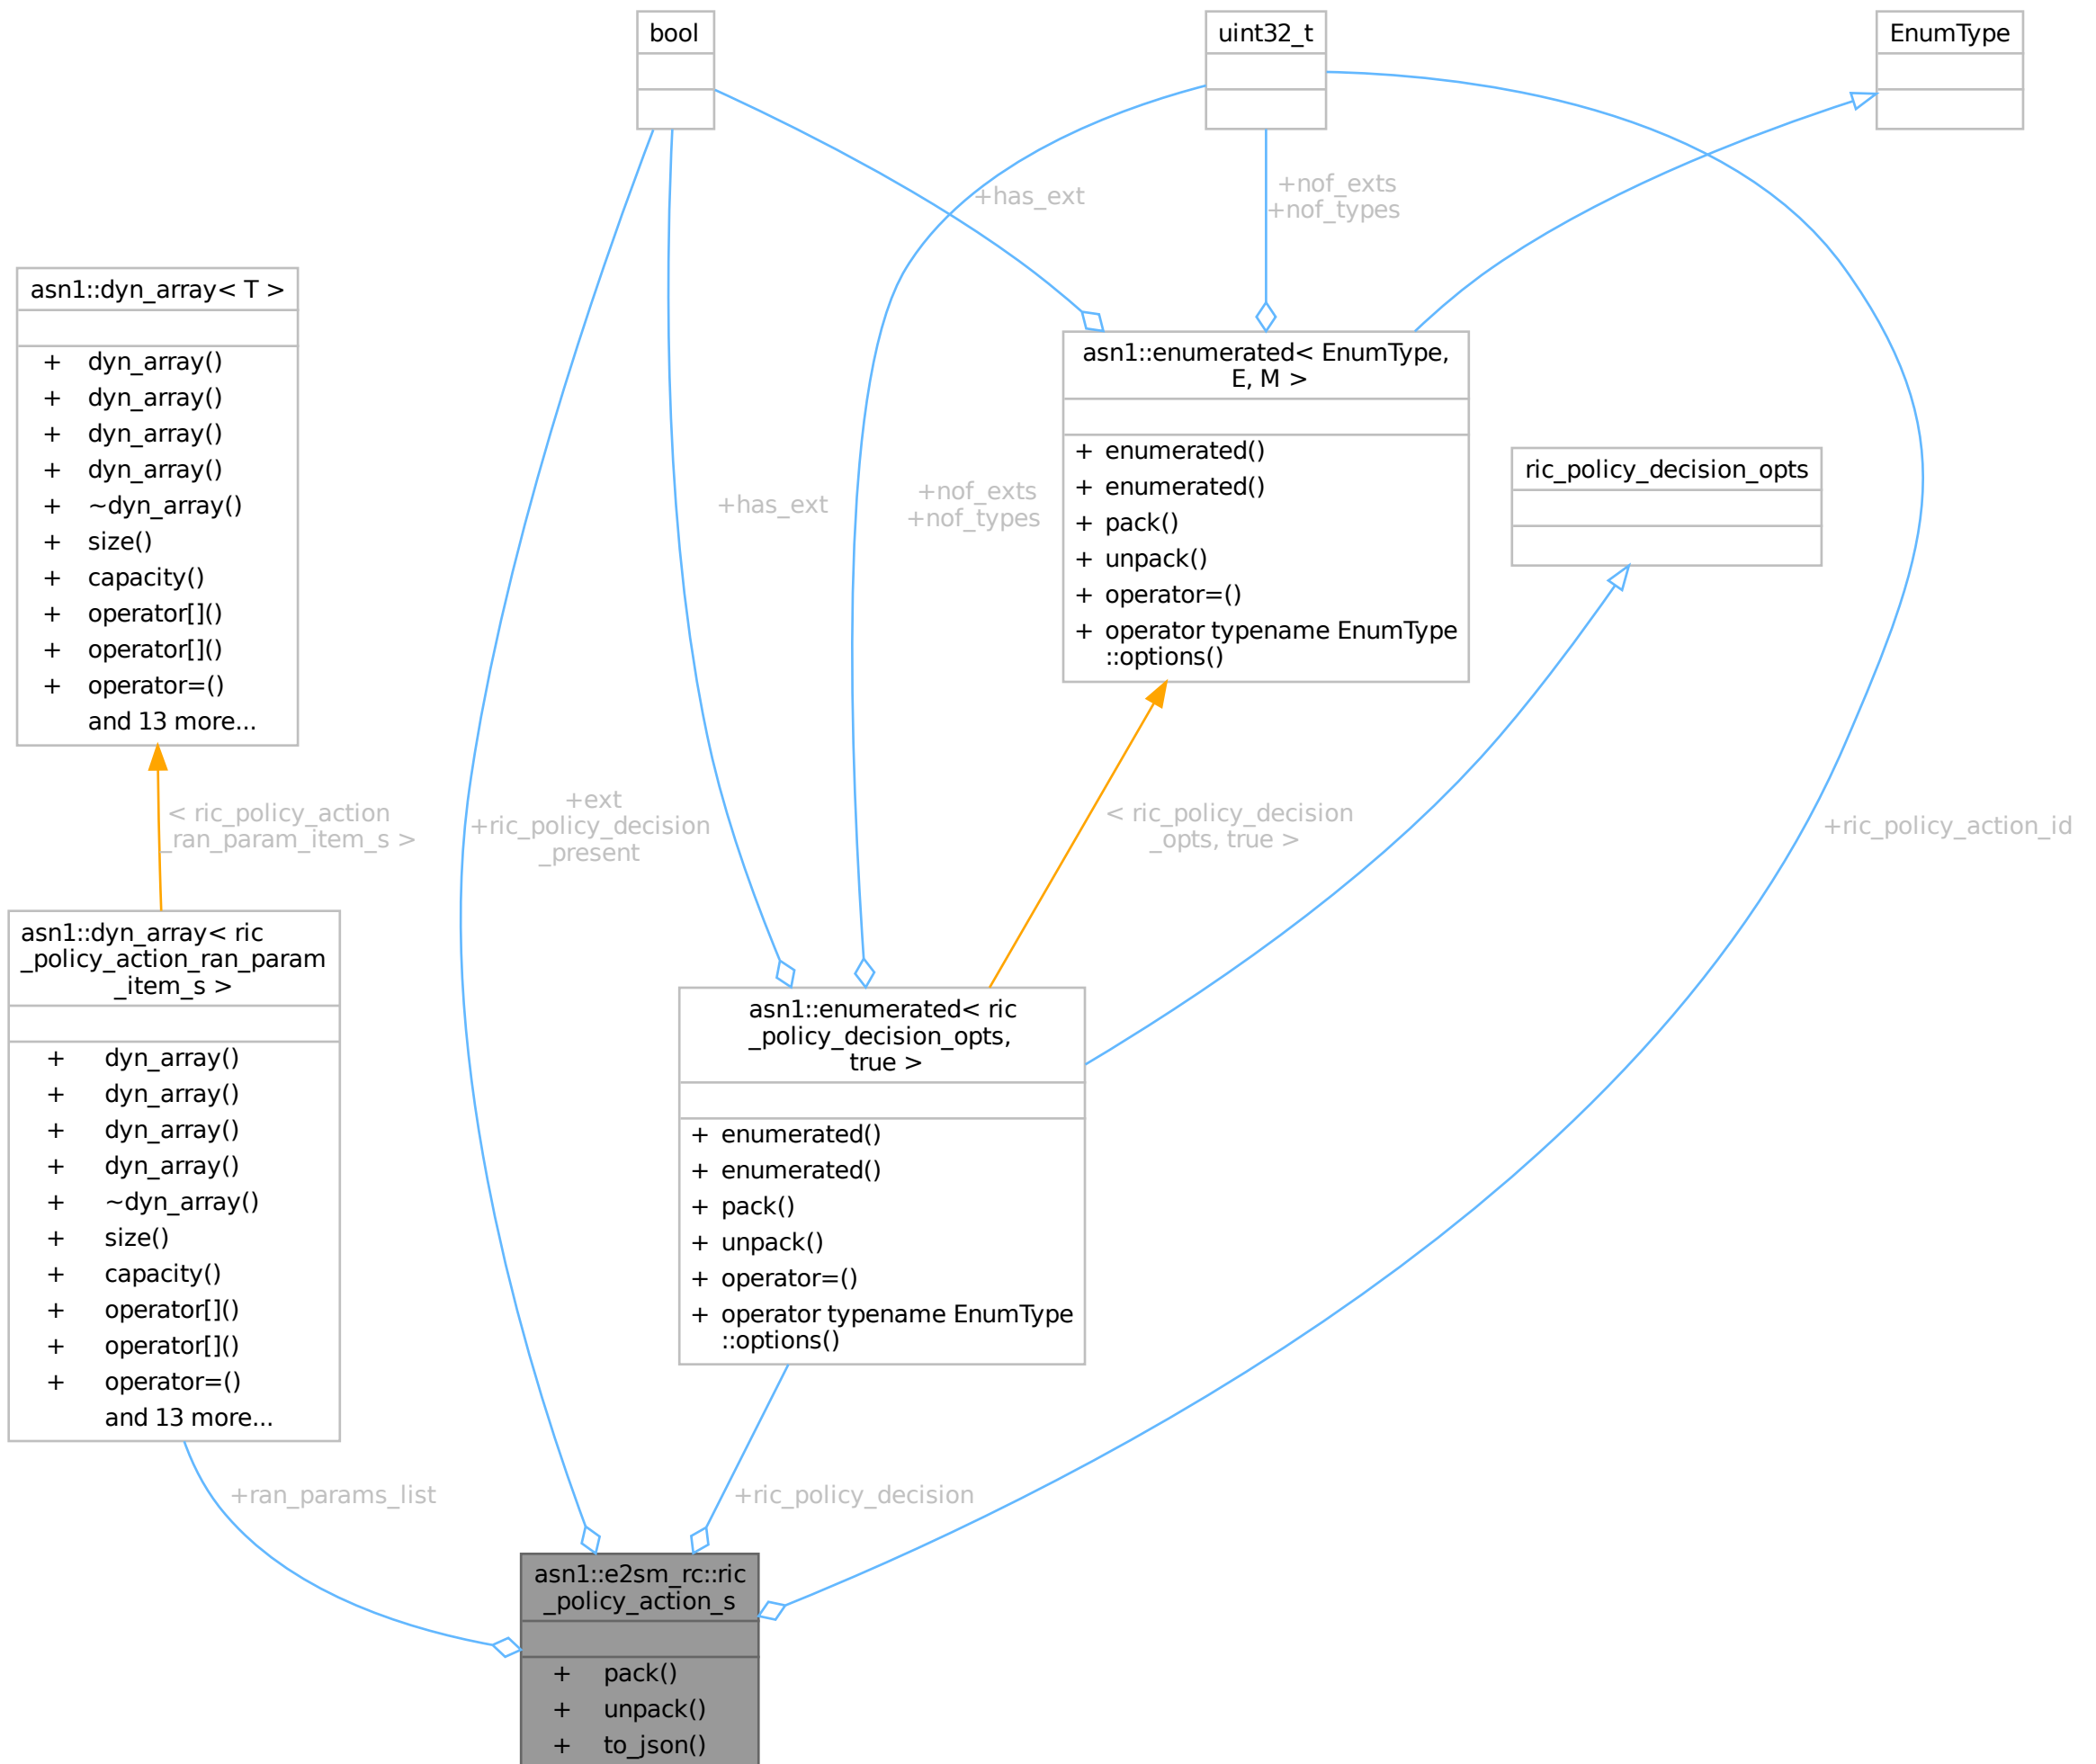 bool
uint32_t
EnumType
+has_ext
+nof_exts
+nof_types
asn1::dyn_array< T >
+ dyn_array()
+ dyn_array()
+ dyn_array()
+ dyn_array()
+ ~dyn_array()
+ size()
+ capacity()
+ operator[]()
+ operator[]()
+ operator=()
and 13 more...
asn1::enumerated< EnumType,
E, M >
+ enumerated()
+ enumerated()
+ pack()
+ unpack()
+ operator=()
+ operator typename EnumType
::options()
ric_policy_decision_opts
+has_ext
+nof_exts
+nof_types
< ric_policy_action
_ran_param_item_s >
+ext
+ric_policy_decision
_present
< ric_policy_decision
_opts, true >
+ric_policy_action_id
asn1::dyn_array< ric
_policy_action_ran_param
_item_s >
+ dyn_array()
+ dyn_array()
+ dyn_array()
+ dyn_array()
+ ~dyn_array()
+ size()
+ capacity()
+ operator[]()
+ operator[]()
+ operator=()
and 13 more...
asn1::enumerated< ric
_policy_decision_opts,
true >
+ enumerated()
+ enumerated()
+ pack()
+ unpack()
+ operator=()
+ operator typename EnumType
::options()
+ran_params_list
+ric_policy_decision
asn1::e2sm_rc::ric
_policy_action_s
+ pack()
+ unpack()
+ to_json()